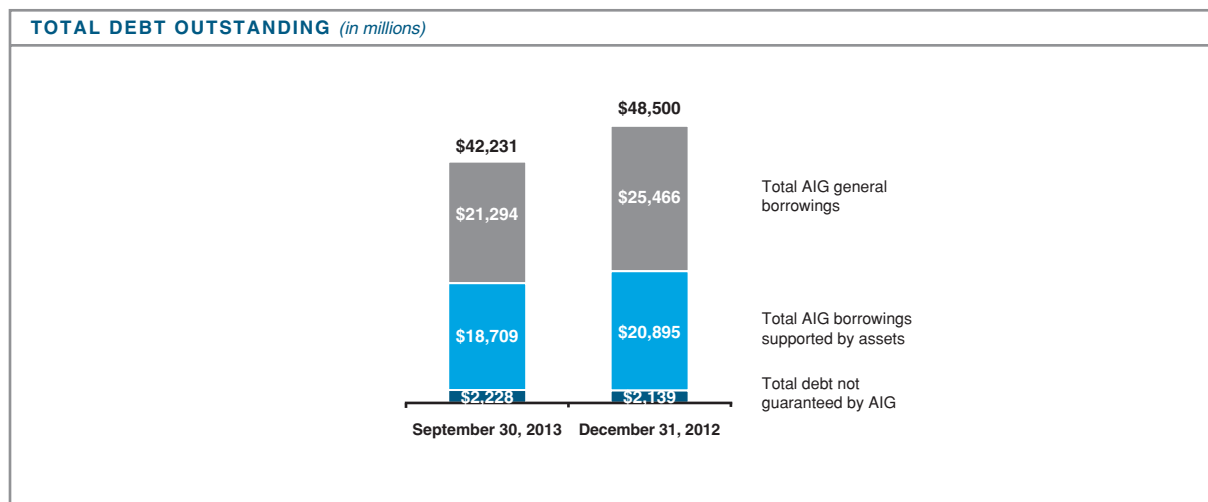 TOTAL DEBT OUTSTANDING (in millions)
$48,500
$42,231
Total AIG general
borrowings
$25,466
$21,294
Total AIG borrowings
supported by assets
$20,895
$18,709
Total debt not
guaranteed by AIG
$2,228
$2,139
September 30, 2013
December 31, 2012